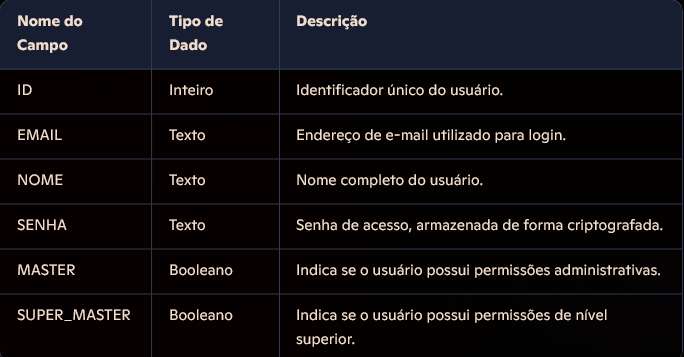 Nome do Campo Tipo de Dado Descrição
ID Inteiro Identificador único do usuário.
EMAIL Texto Endereço de e-mail utilizado para login.
NOME Texto Nome completo do usuário.
SENHA Texto Senha de acesso, armazenada de forma criptografada.
MASTER Booleano Indica se o usuário possui permissões administrativas.
SUPER_MASTER Booleano Indica se o usuário possui permissões de nível
superior.